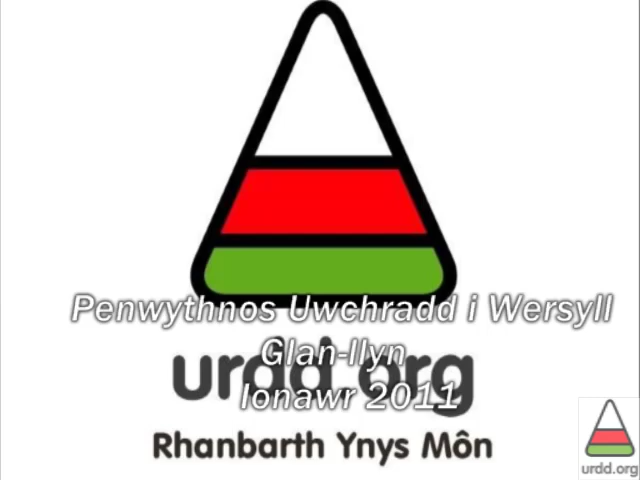 Penwythnos Uwchradd i Wersyll
Glan-llyn
urdd.org
Ionawr 2011
Rhanbarth Ynys Môn
urdd.org